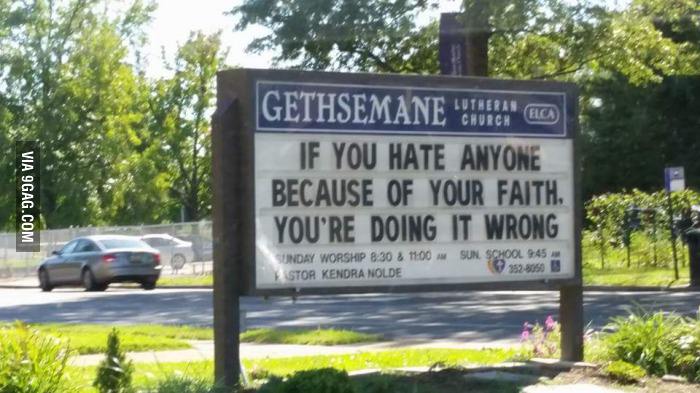 GETHSEMANE LUTHERAN CHURCH ELCA
IF YOU HATE ANYONE
BECAUSE OF YOUR FAITH,
YOU'RE DOING IT WRONG
SUNDAY WORSHIP 8:30 & 11:00 AM SUN. SCHOOL 9:45 AM
PASTOR KENDRA NOLDE 352-8050
VIA 9GAG.COM